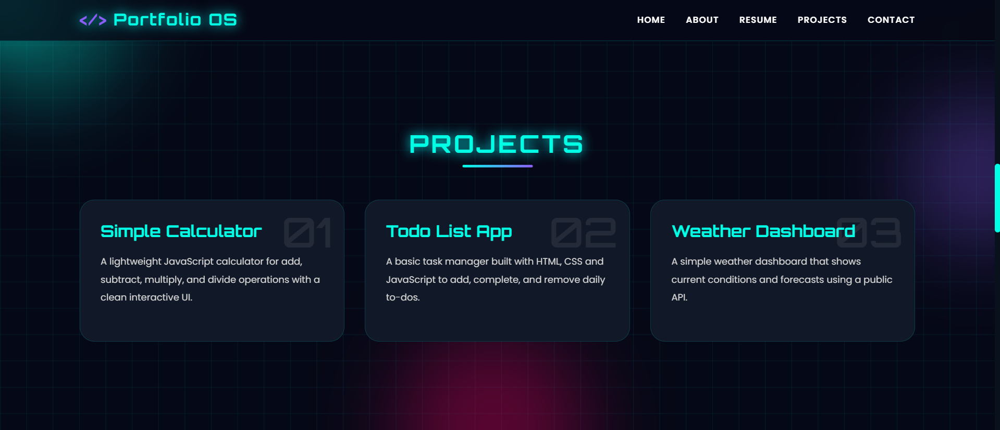 </> Portfolio OS
HOME ABOUT RESUME PROJECTS CONTACT
PROJECTS
01
Simple Calculator
A lightweight JavaScript calculator for add,
subtract, multiply, and divide operations with a
clean interactive UI.
02
Todo List App
A basic task manager built with HTML, CSS and
JavaScript to add, complete, and remove daily
to-dos.
03
Weather Dashboard
A simple weather dashboard that shows
current conditions and forecasts using a public
API.